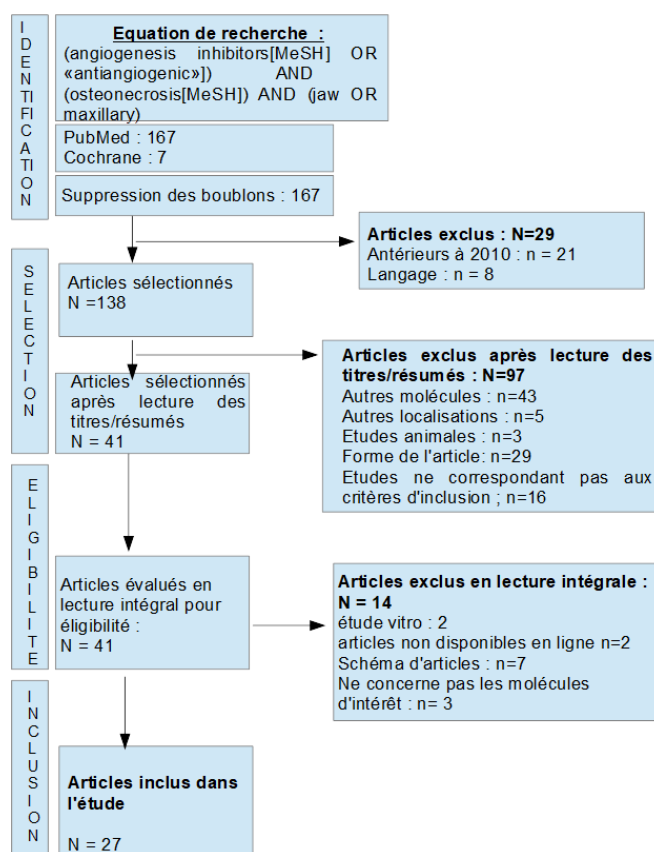 IDENTIFICATION
Equation de recherche :
(angiogenesis inhibitors[MeSH] OR
«antiangiogenic»]) AND
(osteonecrosis[MeSH]) AND (jaw OR
maxillary)
PubMed : 167
Cochrane : 7
Suppression des boublons : 167
Articles exclus : N=29
Antérieurs à 2010 : n = 21
Langage : n = 8
SELECTION
Articles sélectionnés
N =138
Articles exclus après lecture des
titres/résumés : N=97
Autres molécules : n=43
Autres localisations : n=5
Etudes animales : n=3
Forme de l'article: n=29
Etudes ne correspondant pas aux
critères d'inclusion ; n=16
Articles sélectionnés
après lecture des
titres/résumés
N = 41
ELIGIBILITE
Articles évalués en
lecture intégral pour
éligibilité :
N = 41
Articles exclus en lecture intégrale :
N = 14
étude vitro : 2
articles non disponibles en ligne n=2
Schéma d'articles : n=7
Ne concerne pas les molécules
d'intérêt : n= 3
INCLUSION
Articles inclus dans
l'étude
N = 27